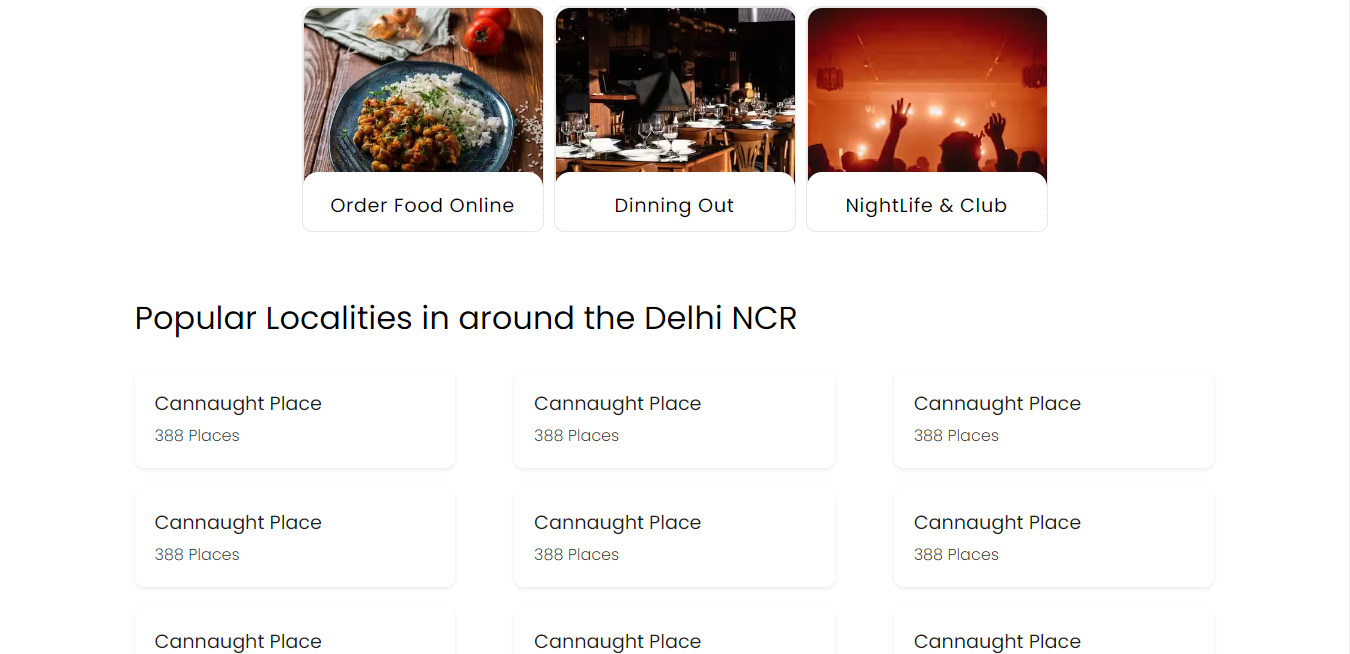 Order Food Online
Dinning Out
NightLife & Club
Popular Localities in around the Delhi NCR
Cannaught Place
388 Places
Cannaught Place
388 Places
Cannaught Place
388 Places
Cannaught Place
388 Places
Cannaught Place
388 Places
Cannaught Place
388 Places
Cannaught Place
Cannaught Place
Cannaught Place